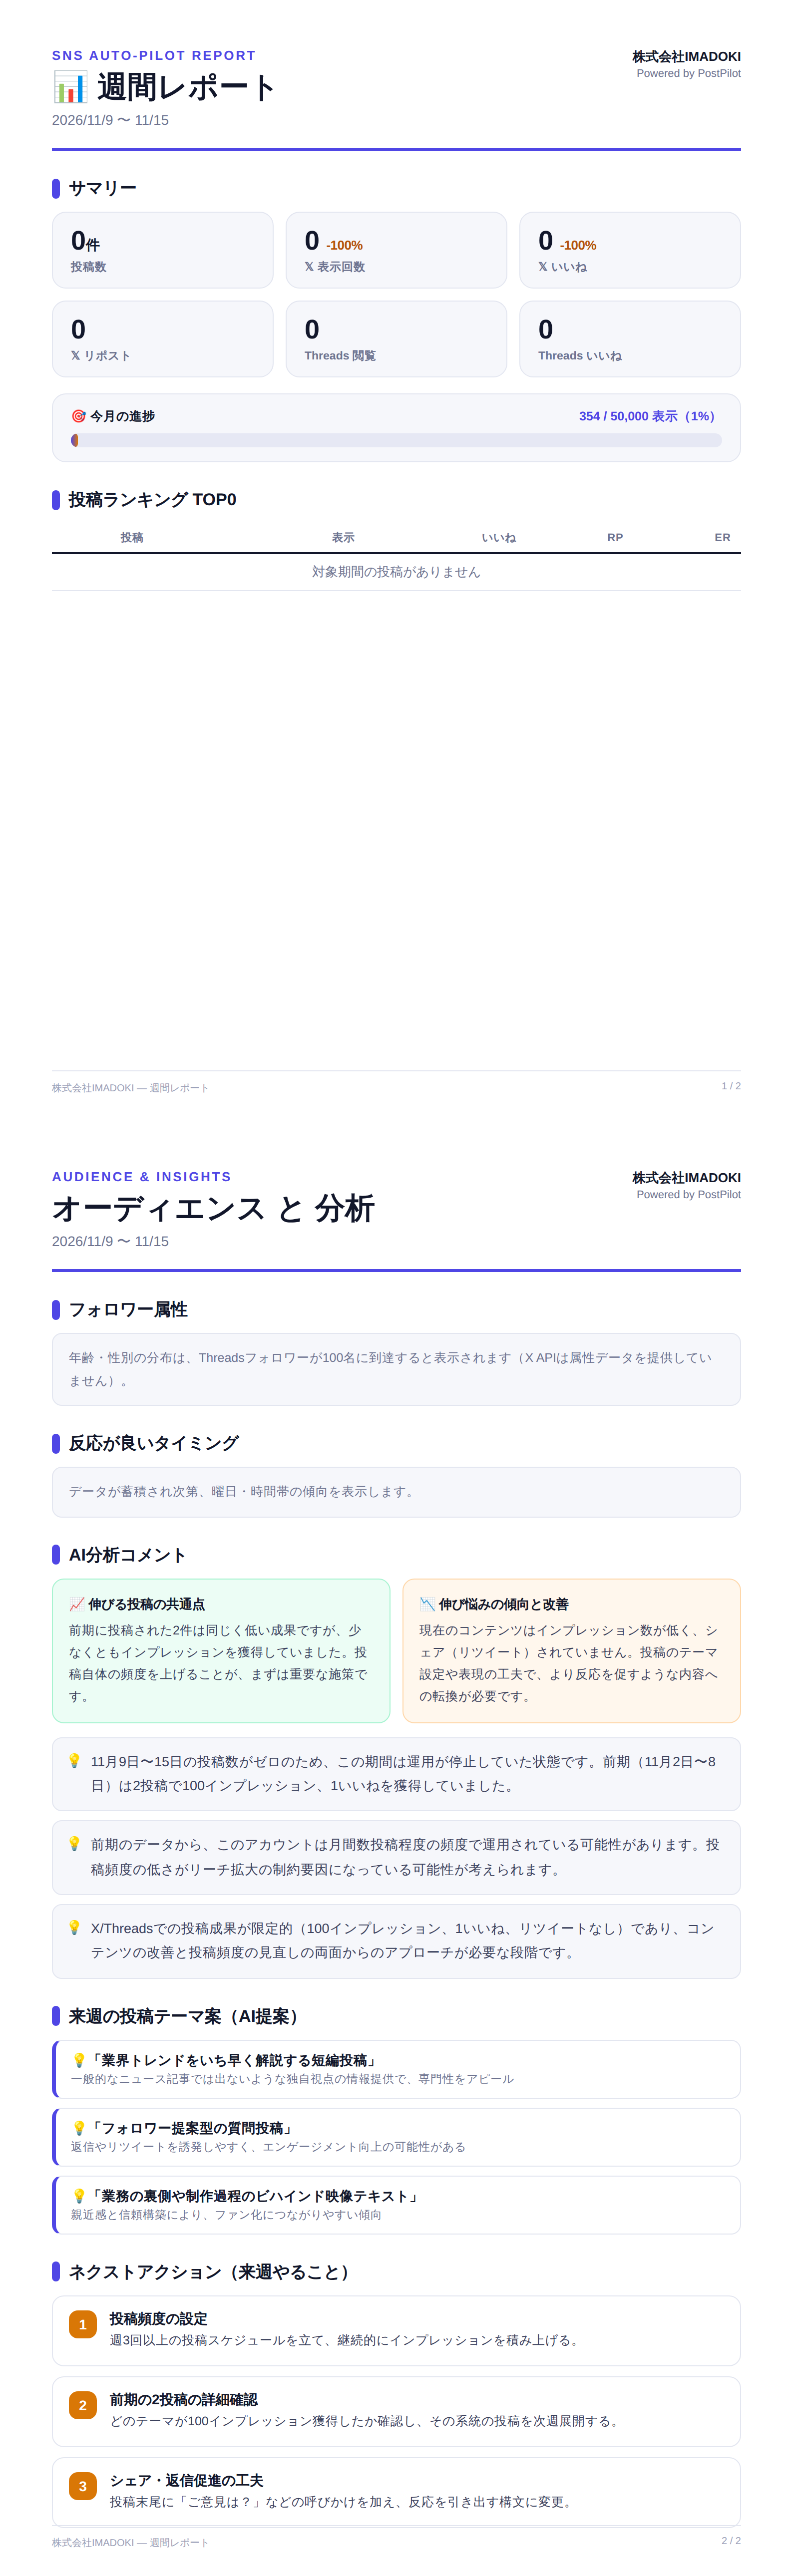 SNS AUTO-PILOT REPORT
📊 週間レポート
2026/11/9 〜 11/15
株式会社IMADOKI
Powered by PostPilot
サマリー
0件
投稿数
0 -100%
𝕏 表示回数
0 -100%
𝕏 いいね
0
𝕏 リポスト
0
Threads 閲覧
0
Threads いいね
🎯 今月の進捗
354 / 50,000 表示（1%）
投稿ランキング TOP0
投稿 表示 いいね RP ER
対象期間の投稿がありません
株式会社IMADOKI — 週間レポート
1 / 2
AUDIENCE & INSIGHTS
オーディエンス と 分析
2026/11/9 〜 11/15
株式会社IMADOKI
Powered by PostPilot
フォロワー属性
年齢・性別の分布は、Threadsフォロワーが100名に到達すると表示されます（X APIは属性データを提供してい
ません）。
反応が良いタイミング
データが蓄積され次第、曜日・時間帯の傾向を表示します。
AI分析コメント
📈 伸びる投稿の共通点
前期に投稿された2件は同じく低い成果ですが、少
なくともインプレッションを獲得していました。投
稿自体の頻度を上げることが、まずは重要な施策で
す。
📉 伸び悩みの傾向と改善
現在のコンテンツはインプレッション数が低く、シ
ェア（リツイート）されていません。投稿のテーマ
設定や表現の工夫で、より反応を促すような内容へ
の転換が必要です。
💡 11月9日〜15日の投稿数がゼロのため、この期間は運用が停止していた状態です。前期（11月2日〜8
日）は2投稿で100インプレッション、1いいねを獲得していました。
💡 前期のデータから、このアカウントは月間数投稿程度の頻度で運用されている可能性があります。投
稿頻度の低さがリーチ拡大の制約要因になっている可能性が考えられます。
💡 X/Threadsでの投稿成果が限定的（100インプレッション、1いいね、リツイートなし）であり、コン
テンツの改善と投稿頻度の見直しの両面からのアプローチが必要な段階です。
来週の投稿テーマ案（AI提案）
💡「業界トレンドをいち早く解説する短編投稿」
一般的なニュース記事では出ないような独自視点の情報提供で、専門性をアピール
💡「フォロワー提案型の質問投稿」
返信やリツイートを誘発しやすく、エンゲージメント向上の可能性がある
💡「業務の裏側や制作過程のビハインド映像テキスト」
親近感と信頼構築により、ファン化につながりやすい傾向
ネクストアクション（来週やること）
1
投稿頻度の設定
週3回以上の投稿スケジュールを立て、継続的にインプレッションを積み上げる。
2
前期の2投稿の詳細確認
どのテーマが100インプレッション獲得したか確認し、その系統の投稿を次週展開する。
3
シェア・返信促進の工夫
投稿末尾に「ご意見は？」などの呼びかけを加え、反応を引き出す構文に変更。
株式会社IMADOKI — 週間レポート
2 / 2